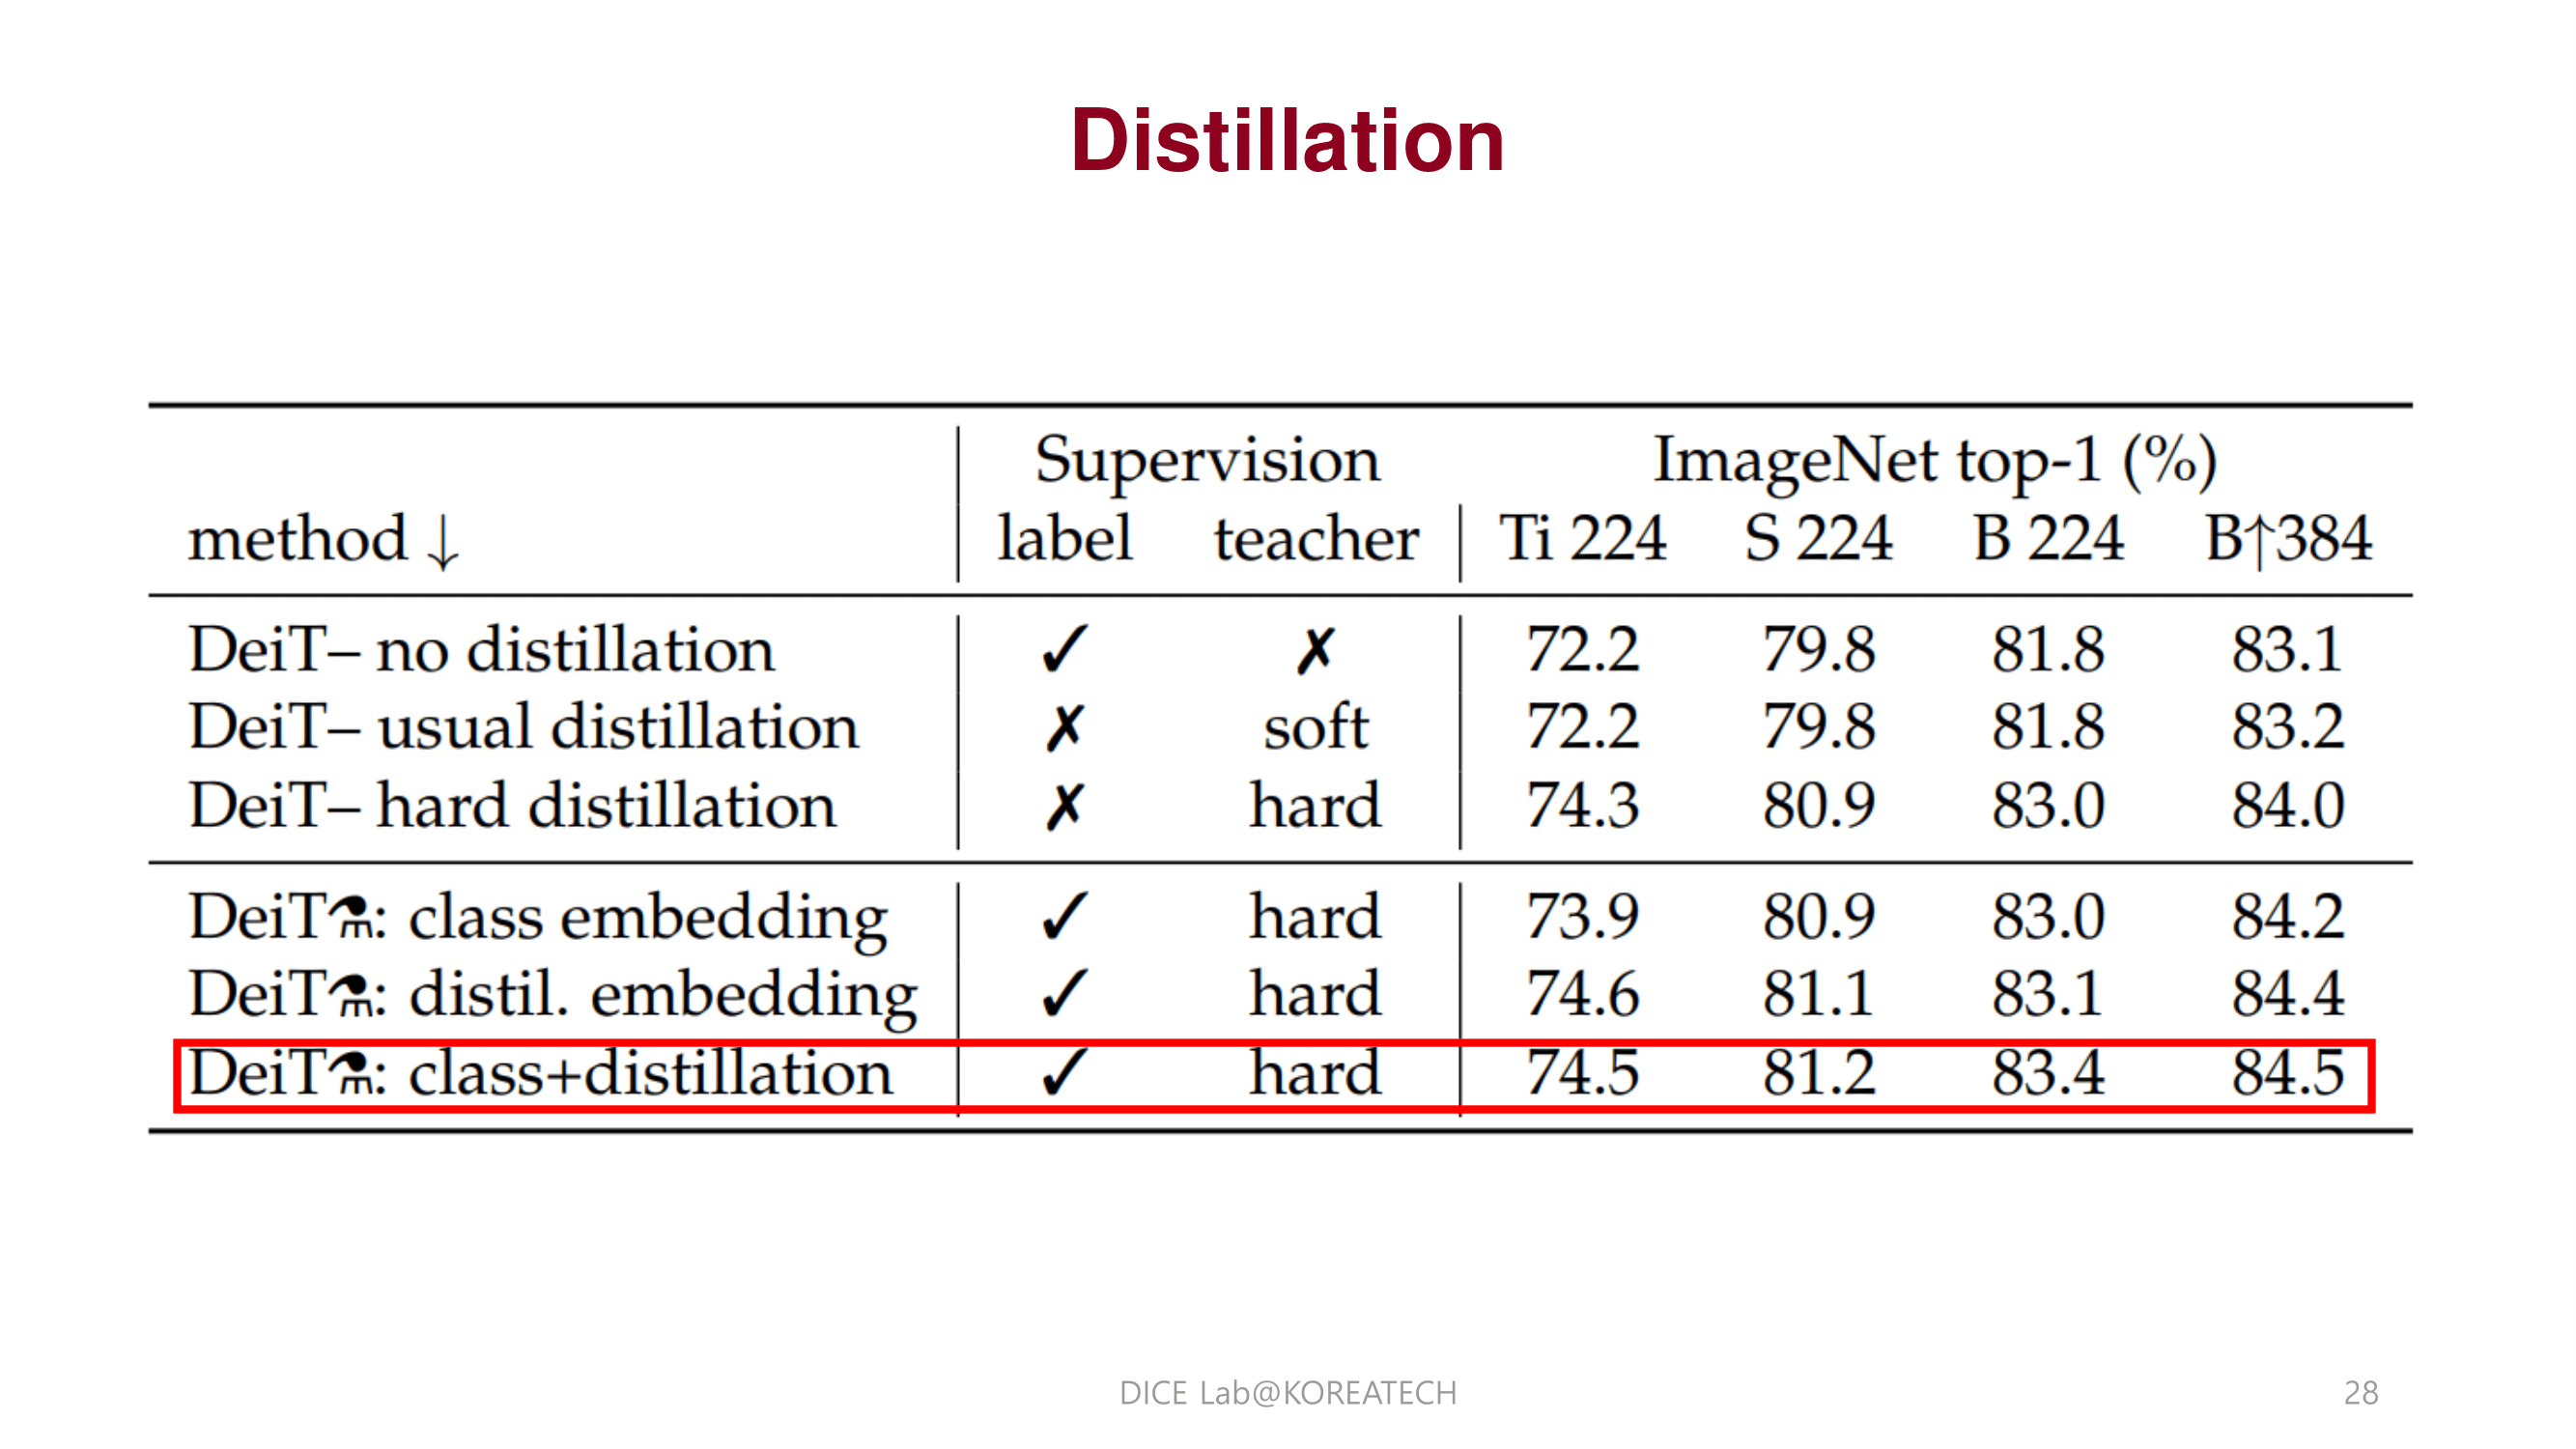 Distillation
Supervision ImageNet top-1 (%)
method ↓ label teacher Ti 224 S 224 B 224 B↑384
DeiT– no distillation ✓ ✗ 72.2 79.8 81.8 83.1
DeiT– usual distillation ✗ soft 72.2 79.8 81.8 83.2
DeiT– hard distillation ✗ hard 74.3 80.9 83.0 84.0
DeiT⚗: class embedding ✓ hard 73.9 80.9 83.0 84.2
DeiT⚗: distil. embedding ✓ hard 74.6 81.1 83.1 84.4
DeiT⚗: class+distillation ✓ hard 74.5 81.2 83.4 84.5
DICE Lab@KOREATECH 28